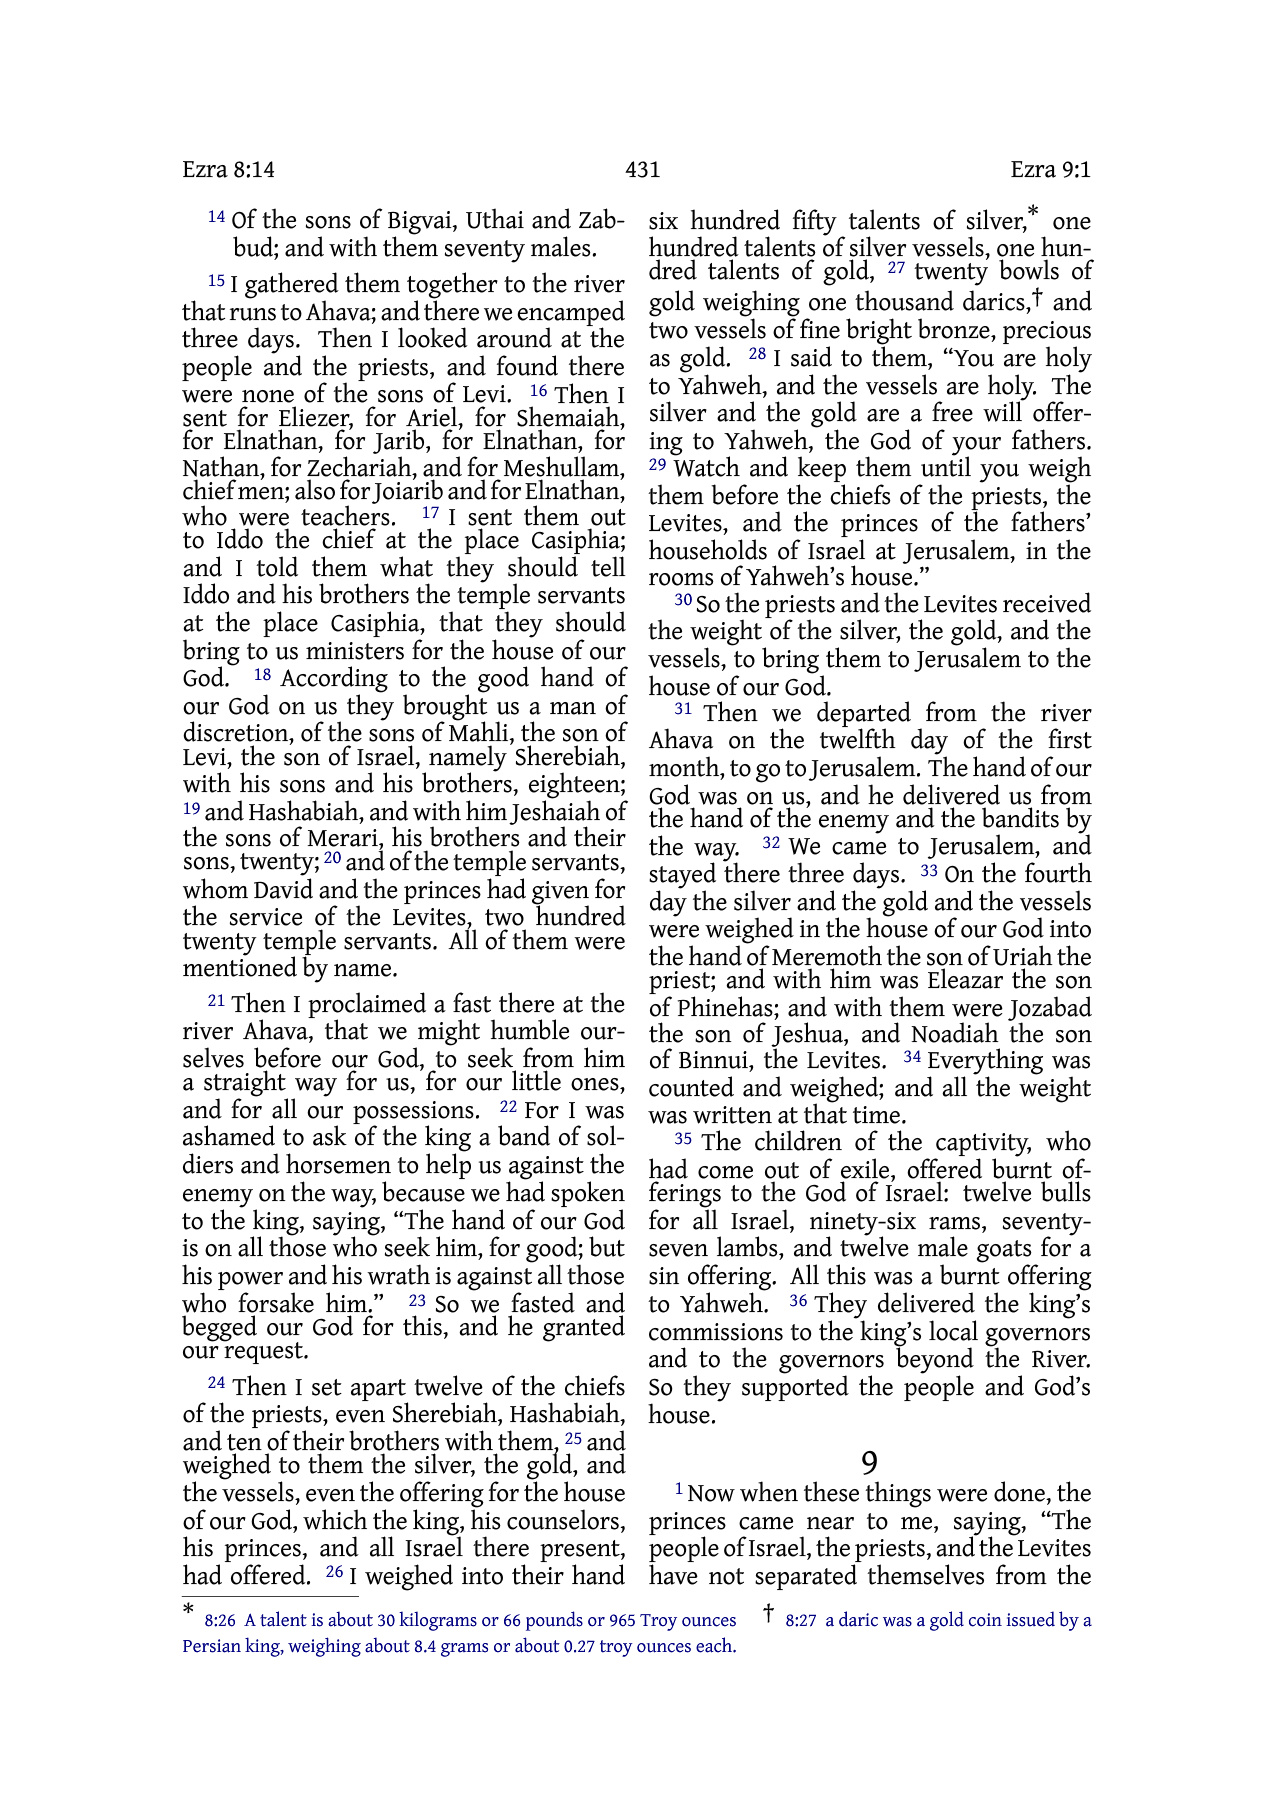 Ezra 8:14 431 Ezra 9:1
14 Of the sons of Bigvai, Uthai and Zab-
bud; and with them seventy males.
15 I gathered them together to the river
that runs to Ahava; and there we encamped
three days. Then I looked around at the
people and the priests, and found there
were none of the sons of Levi. 16 Then I
sent for Eliezer, for Ariel, for Shemaiah,
for Elnathan, for Jarib, for Elnathan, for
Nathan, for Zechariah, and for Meshullam,
chief men; also for Joiarib and for Elnathan,
who were teachers. 17 I sent them out
to Iddo the chief at the place Casiphia;
and I told them what they should tell
Iddo and his brothers the temple servants
at the place Casiphia, that they should
bring to us ministers for the house of our
God. 18 According to the good hand of
our God on us they brought us a man of
discretion, of the sons of Mahli, the son of
Levi, the son of Israel, namely Sherebiah,
with his sons and his brothers, eighteen;
19 and Hashabiah, and with him Jeshaiah of
the sons of Merari, his brothers and their
sons, twenty; 20 and of the temple servants,
whom David and the princes had given for
the service of the Levites, two hundred
twenty temple servants. All of them were
mentioned by name.
21 Then I proclaimed a fast there at the
river Ahava, that we might humble our-
selves before our God, to seek from him
a straight way for us, for our little ones,
and for all our possessions. 22 For I was
ashamed to ask of the king a band of sol-
diers and horsemen to help us against the
enemy on the way, because we had spoken
to the king, saying, “The hand of our God
is on all those who seek him, for good; but
his power and his wrath is against all those
who forsake him.” 23 So we fasted and
begged our God for this, and he granted
our request.
24 Then I set apart twelve of the chiefs
of the priests, even Sherebiah, Hashabiah,
and ten of their brothers with them, 25 and
weighed to them the silver, the gold, and
the vessels, even the offering for the house
of our God, which the king, his counselors,
his princes, and all Israel there present,
had offered. 26 I weighed into their hand
six hundred fifty talents of silver,* one
hundred talents of silver vessels, one hun-
dred talents of gold, 27 twenty bowls of
gold weighing one thousand darics,† and
two vessels of fine bright bronze, precious
as gold. 28 I said to them, “You are holy
to Yahweh, and the vessels are holy. The
silver and the gold are a free will offer-
ing to Yahweh, the God of your fathers.
29 Watch and keep them until you weigh
them before the chiefs of the priests, the
Levites, and the princes of the fathers’
households of Israel at Jerusalem, in the
rooms of Yahweh’s house.”
30 So the priests and the Levites received
the weight of the silver, the gold, and the
vessels, to bring them to Jerusalem to the
house of our God.
31 Then we departed from the river
Ahava on the twelfth day of the first
month, to go to Jerusalem. The hand of our
God was on us, and he delivered us from
the hand of the enemy and the bandits by
the way. 32 We came to Jerusalem, and
stayed there three days. 33 On the fourth
day the silver and the gold and the vessels
were weighed in the house of our God into
the hand of Meremoth the son of Uriah the
priest; and with him was Eleazar the son
of Phinehas; and with them were Jozabad
the son of Jeshua, and Noadiah the son
of Binnui, the Levites. 34 Everything was
counted and weighed; and all the weight
was written at that time.
35 The children of the captivity, who
had come out of exile, offered burnt of-
ferings to the God of Israel: twelve bulls
for all Israel, ninety-six rams, seventy-
seven lambs, and twelve male goats for a
sin offering. All this was a burnt offering
to Yahweh. 36 They delivered the king’s
commissions to the king’s local governors
and to the governors beyond the River.
So they supported the people and God’s
house.
9
1 Now when these things were done, the
princes came near to me, saying, “The
people of Israel, the priests, and the Levites
have not separated themselves from the
* 8:26 A talent is about 30 kilograms or 66 pounds or 965 Troy ounces † 8:27 a daric was a gold coin issued by a
Persian king, weighing about 8.4 grams or about 0.27 troy ounces each.